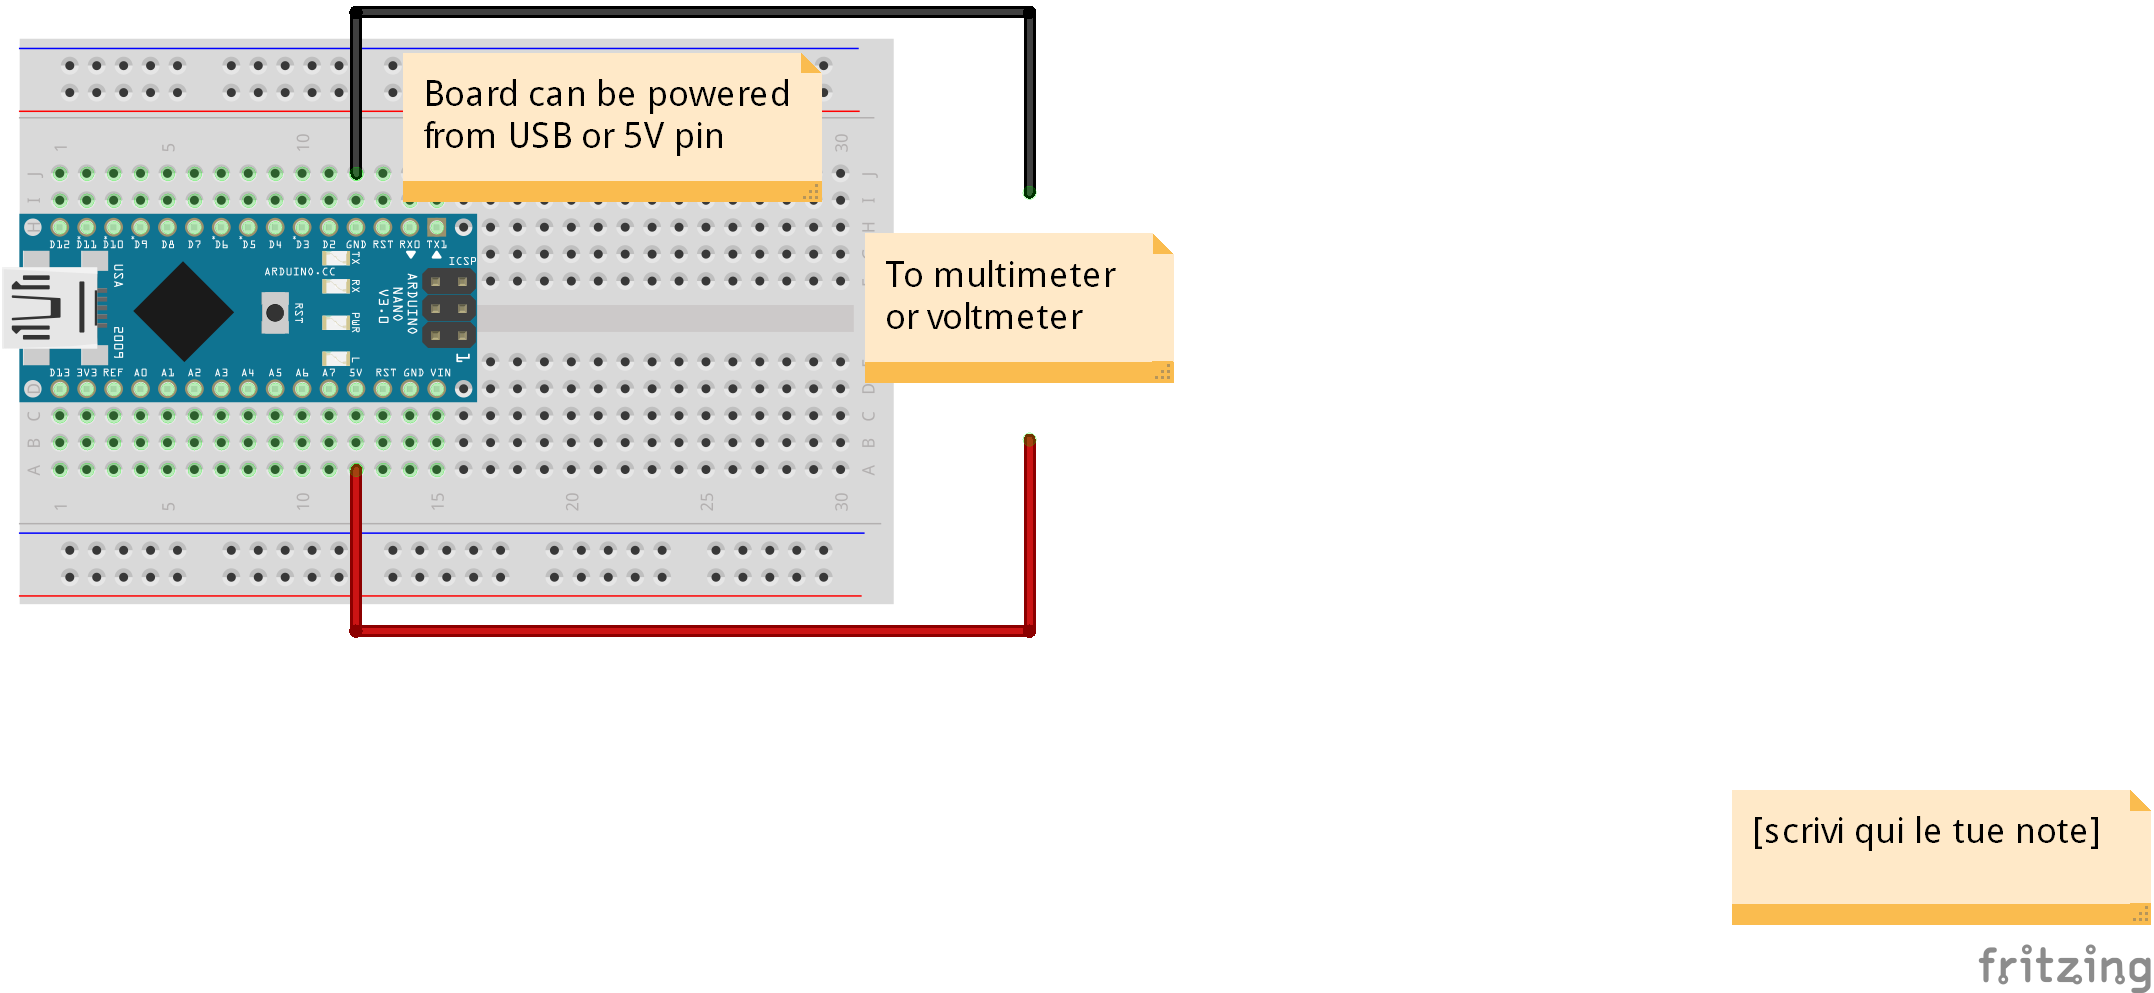 Board can be powered
from USB or 5V pin
1 5 10 30
J J
I I
H H
D12 D11 D10 D9 D8 D7 D6 D5 D4 D3 D2 GND RST RX0 TX1
To multimeter
or voltmeter
ARDUINO.CC
ICSP
USA
2009
RST
TX
RX
PWR
L
ARDUINO
NANO
V3.0
1
D13 3V3 REF A0 A1 A2 A3 A4 A5 A6 A7 5V RST GND VIN
D D
C C
B B
A A
1 5 10 15 20 25 30
[scrivi qui le tue note]
fritzing